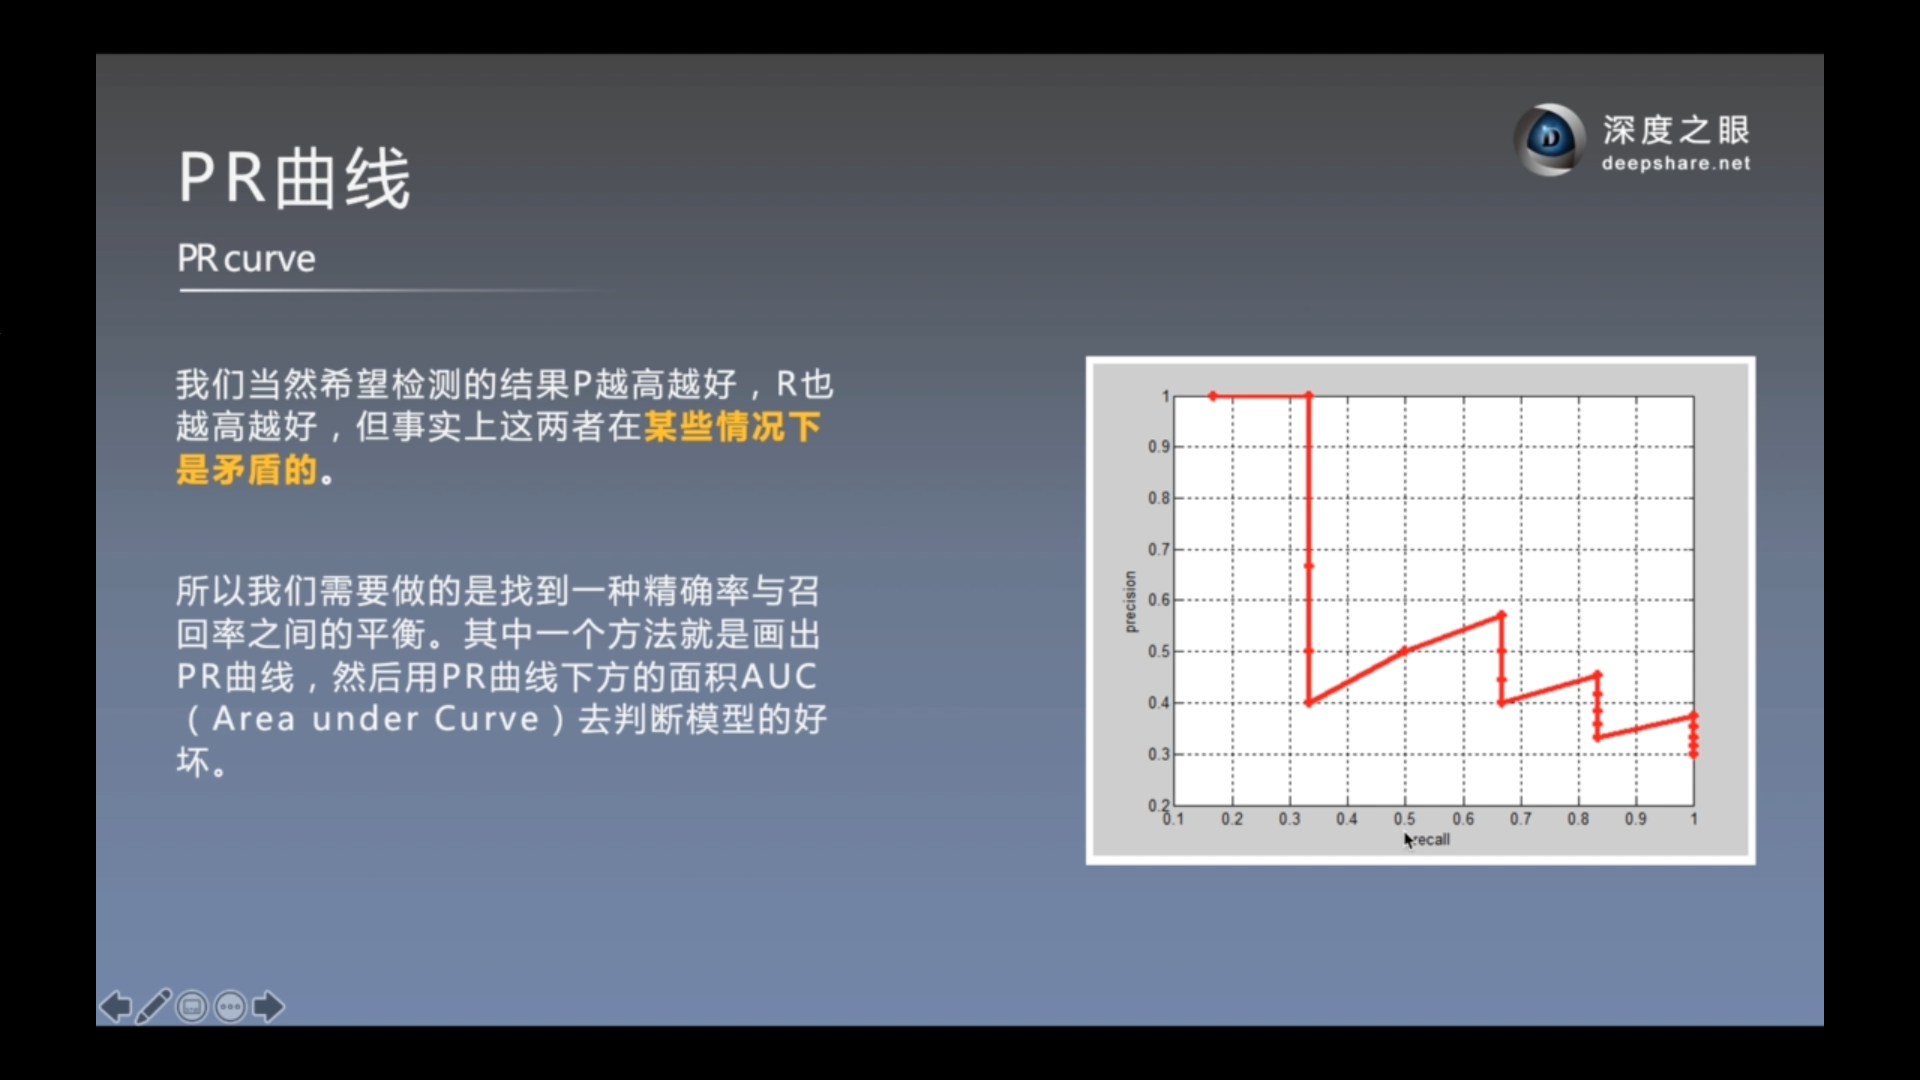 PR曲线
PR curve
深度之眼
deepshare.net
我们当然希望检测的结果P越高越好，R也
越高越好，但事实上这两者在某些情况下
是矛盾的。
所以我们需要做的是找到一种精确率与召
回率之间的平衡。其中一个方法就是画出
PR曲线，然后用PR曲线下方的面积AUC
（Area under Curve）去判断模型的好
坏。
1
0.9
0.8
0.7
0.6
0.5
0.4
0.3
0.2
precision
0.1 0.2 0.3 0.4 0.5 0.6 0.7 0.8 0.9 1
recall